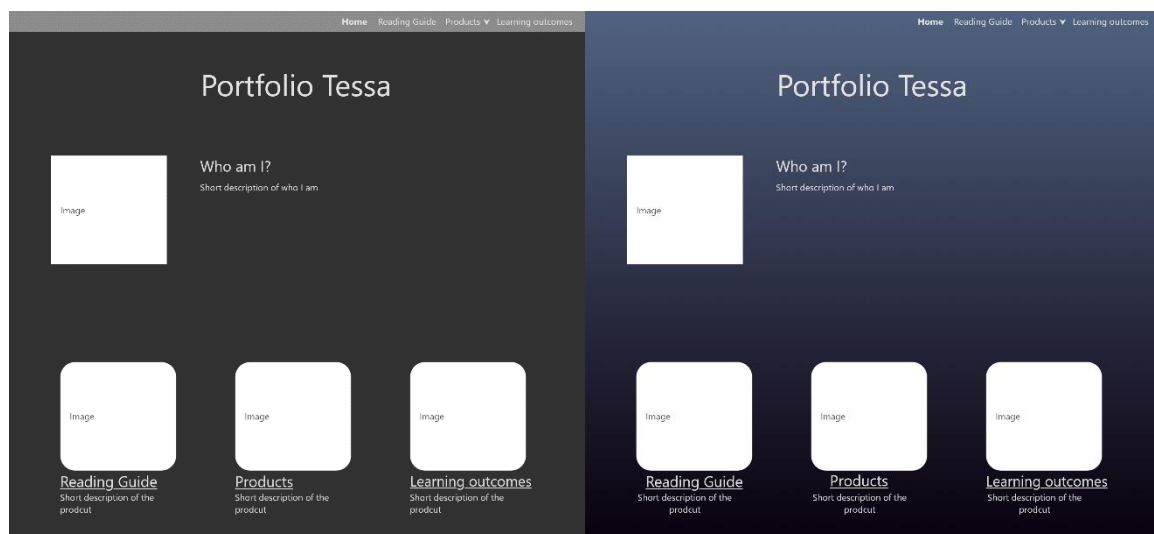 Home Reading Guide Products Learning outcomes
Portfolio Tessa
Who am I?
Short description of who I am
Image
Image
Image
Image
Reading Guide
Short description of the
prodcut
Products
Short description of the
prodcut
Learning outcomes
Short description of the
prodcut
Home Reading Guide Products Learning outcomes
Portfolio Tessa
Who am I?
Short description of who I am
Image
Image
Image
Image
Reading Guide
Short description of the
prodcut
Products
Short description of the
prodcut
Learning outcomes
Short description of the
prodcut